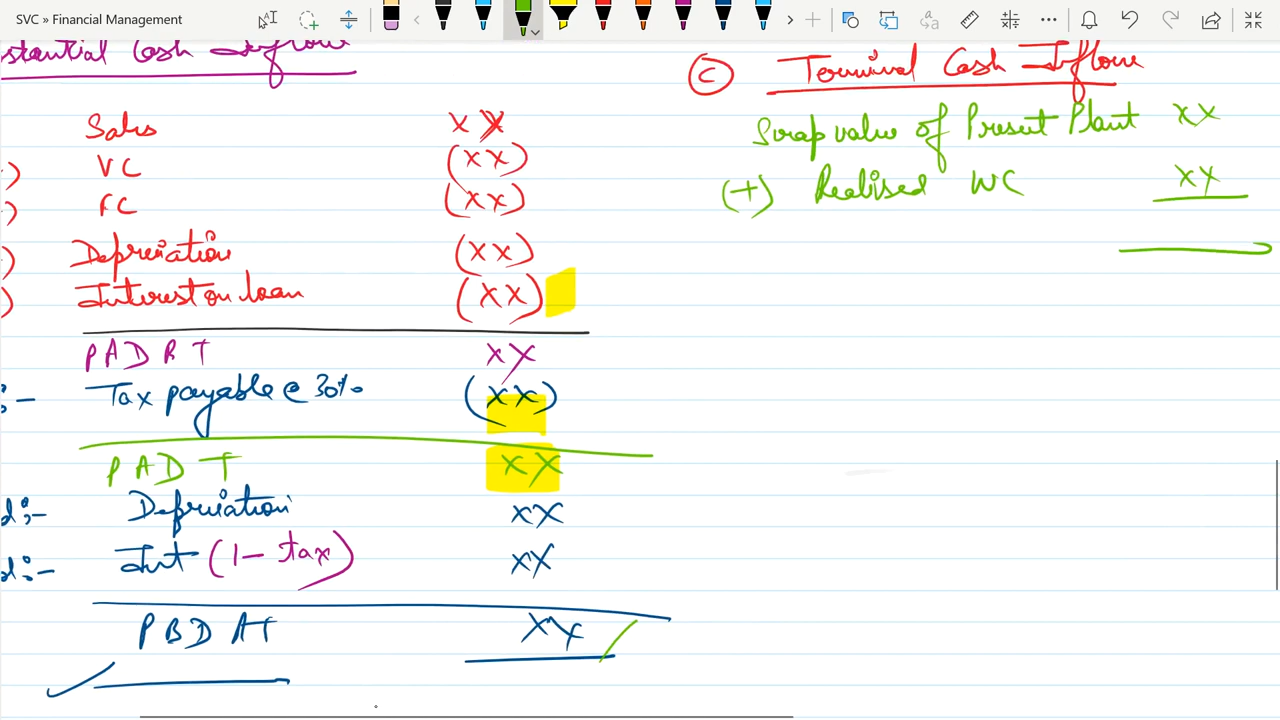 SVC » Financial Management
stantial Cash Inflow
Sales XX
) VC (XX)
) FC (XX)
) Depreciation (XX)
) Interest on loan (XX)
PADBT XX
:- Tax payable @ 30% (XX)
PADT XX
d:- Depreciation XX
d:- Int (1 - tax) XX
PBDAT XX
(C) Terminal Cash Inflow
Scrap value of Present Plant XX
(+) Realised WC XX